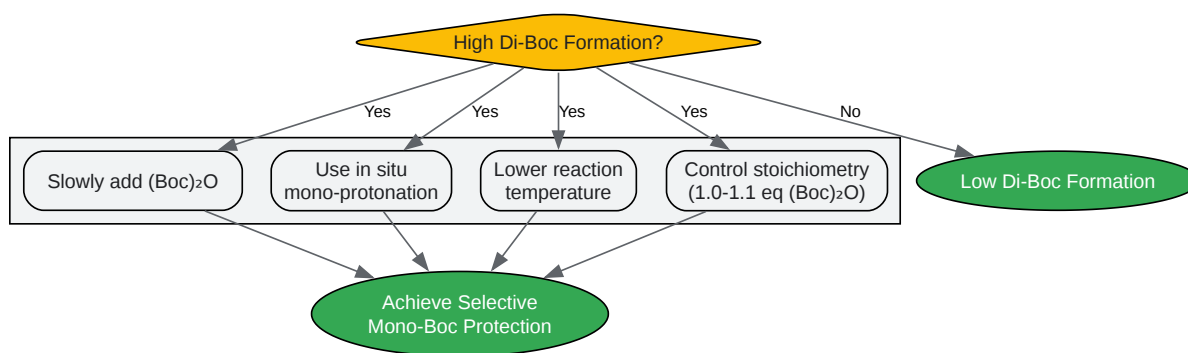 High Di-Boc Formation?
Yes
Yes
Yes
Yes
No
Slowly add (Boc)₂O
Use in situ
mono-protonation
Lower reaction
temperature
Control stoichiometry
(1.0-1.1 eq (Boc)₂O)
Low Di-Boc Formation
Achieve Selective
Mono-Boc Protection